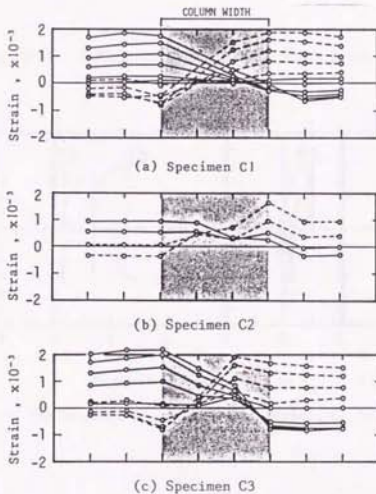 COLUMN WIDTH
2
1
0
-1
-2
Strain , x10⁻³
(a) Specimen C1
2
1
0
-1
-2
Strain , x10⁻³
(b) Specimen C2
2
1
0
-1
-2
Strain , x10⁻³
(c) Specimen C3